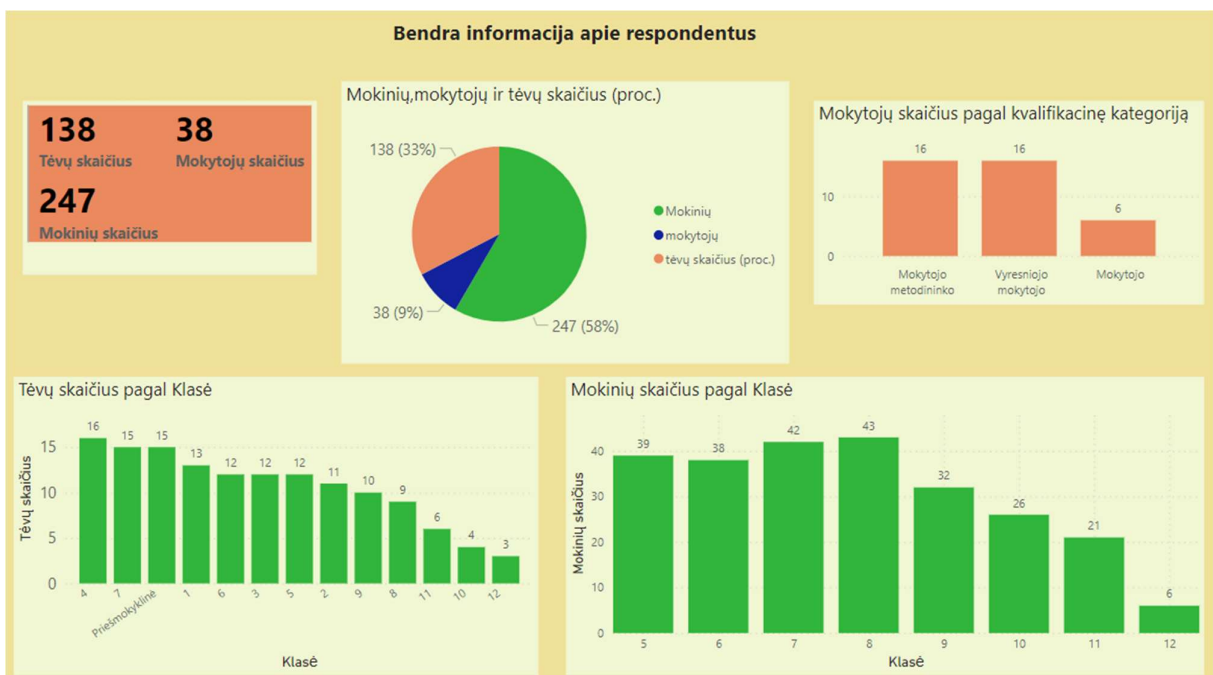 Bendra informacija apie respondentus
138
Tėvų skaičius
38
Mokytojų skaičius
247
Mokinių skaičius
Mokinių,mokytojų ir tėvų skaičius (proc.)
138 (33%)
38 (9%)
247 (58%)
Mokinių
mokytojų
tėvų skaičius (proc.)
Mokytojų skaičius pagal kvalifikacinę kategoriją
10
0
16
16
6
Mokytojo
metodininko
Vyresniojo
mokytojo
Mokytojo
Tėvų skaičius pagal Klasė
Tėvų skaičius
15
10
5
0
16
15
15
13
12
12
12
11
10
9
6
4
3
4
7
Priešmokyklinė
1
6
3
5
2
9
8
11
10
12
Klasė
Mokinių skaičius pagal Klasė
Mokinių skaičius
40
30
20
10
0
39
38
42
43
32
26
21
6
5
6
7
8
9
10
11
12
Klasė